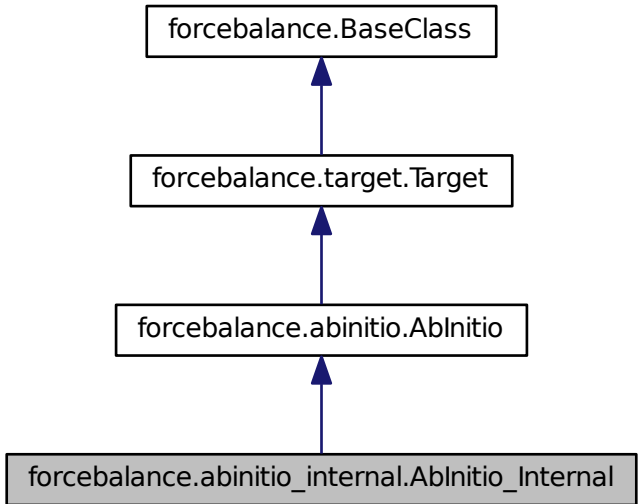 forcebalance.BaseClass
forcebalance.target.Target
forcebalance.abinitio.AbInitio
forcebalance.abinitio_internal.AbInitio_Internal